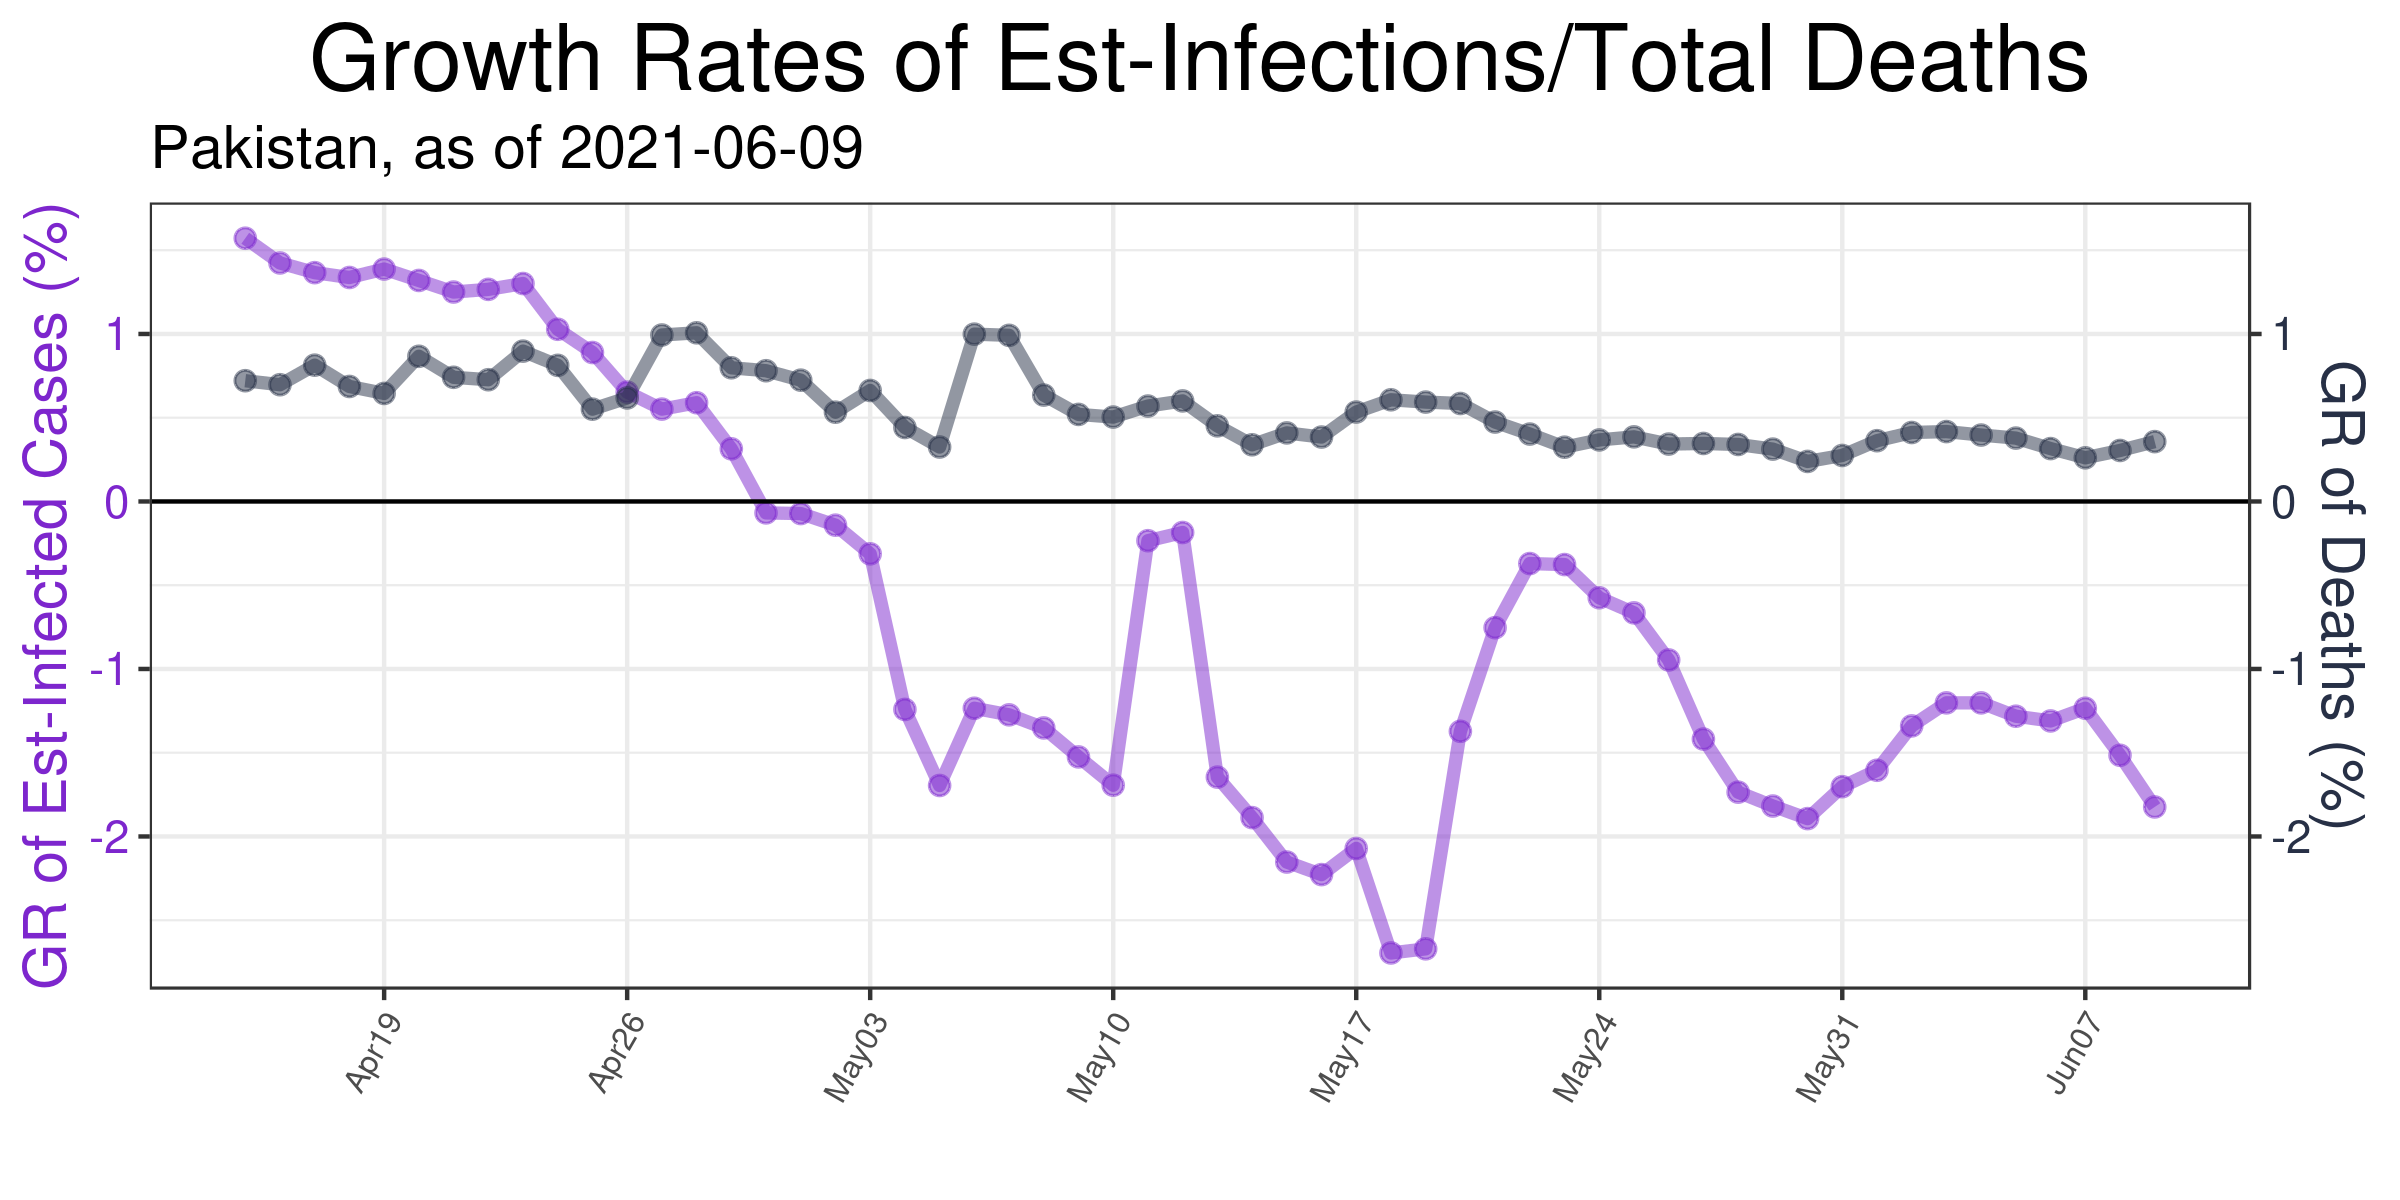 Growth Rates of Est-Infections/Total Deaths
Pakistan, as of 2021-06-09
GR of Est-Infected Cases (%)
1
0
-1
-2
1
0
-1
-2
GR of Deaths (%)
Apr19
Apr26
May03
May10
May17
May24
May31
Jun07